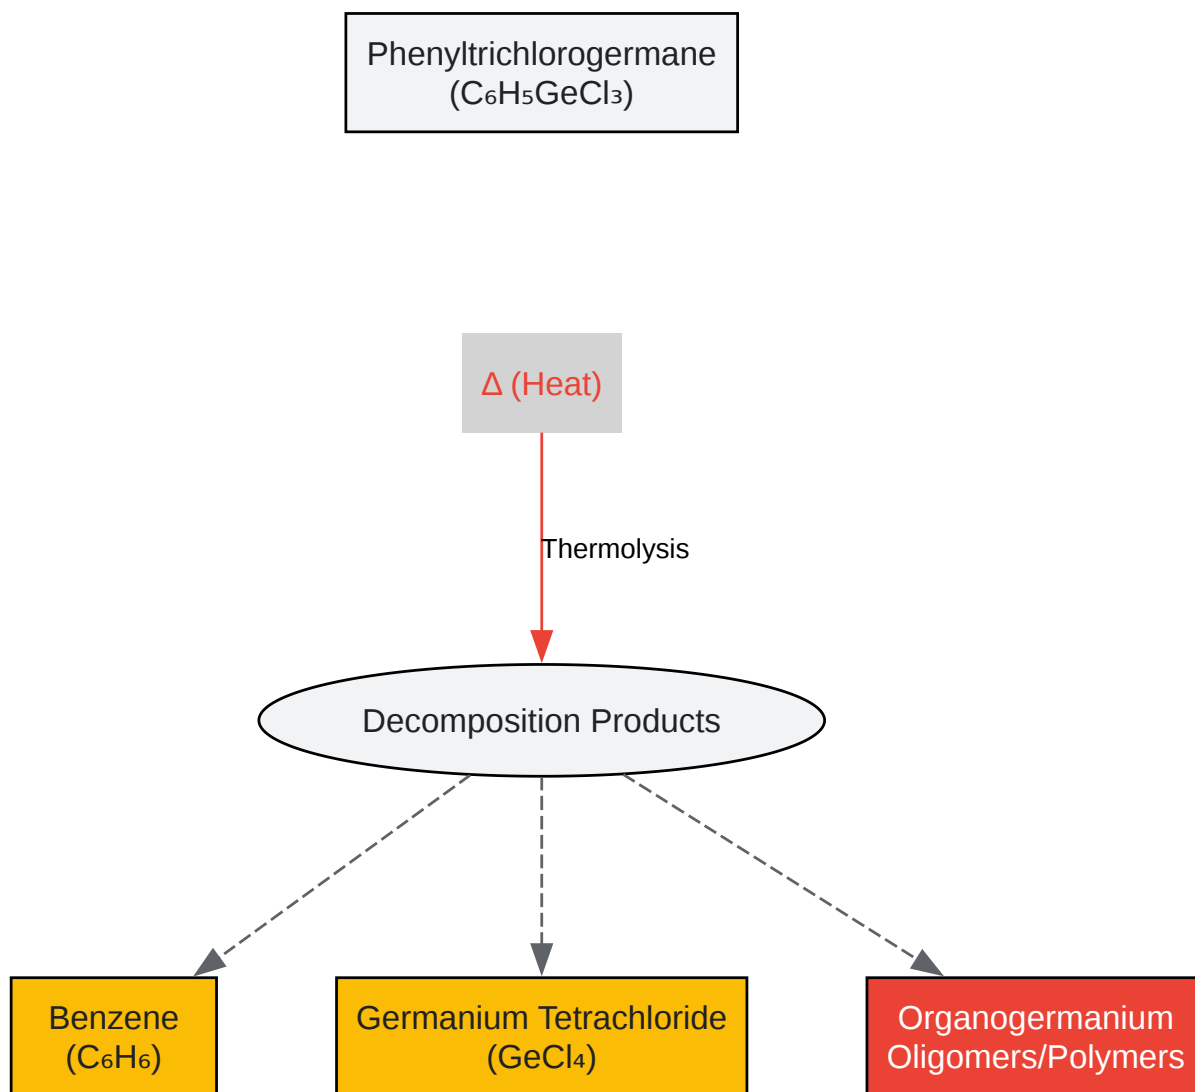 Phenyltrichlorogermane
(C₆H₅GeCl₃)
Δ (Heat)
Thermolysis
Decomposition Products
Benzene
(C₆H₆)
Germanium Tetrachloride
(GeCl₄)
Organogermanium
Oligomers/Polymers